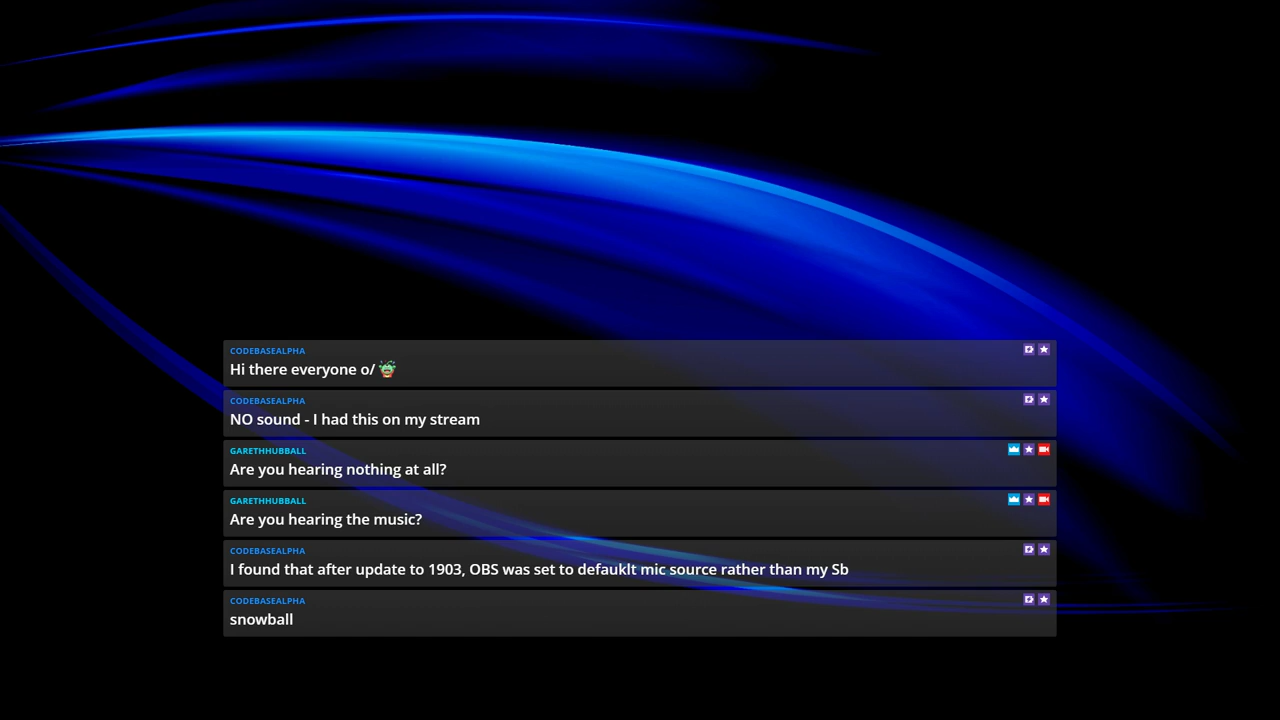 CODEBASEALPHA
Hi there everyone o/
CODEBASEALPHA
NO sound - I had this on my stream
GARETHHUBBALL
Are you hearing nothing at all?
GARETHHUBBALL
Are you hearing the music?
CODEBASEALPHA
I found that after update to 1903, OBS was set to defauklt mic source rather than my Sb
CODEBASEALPHA
snowball